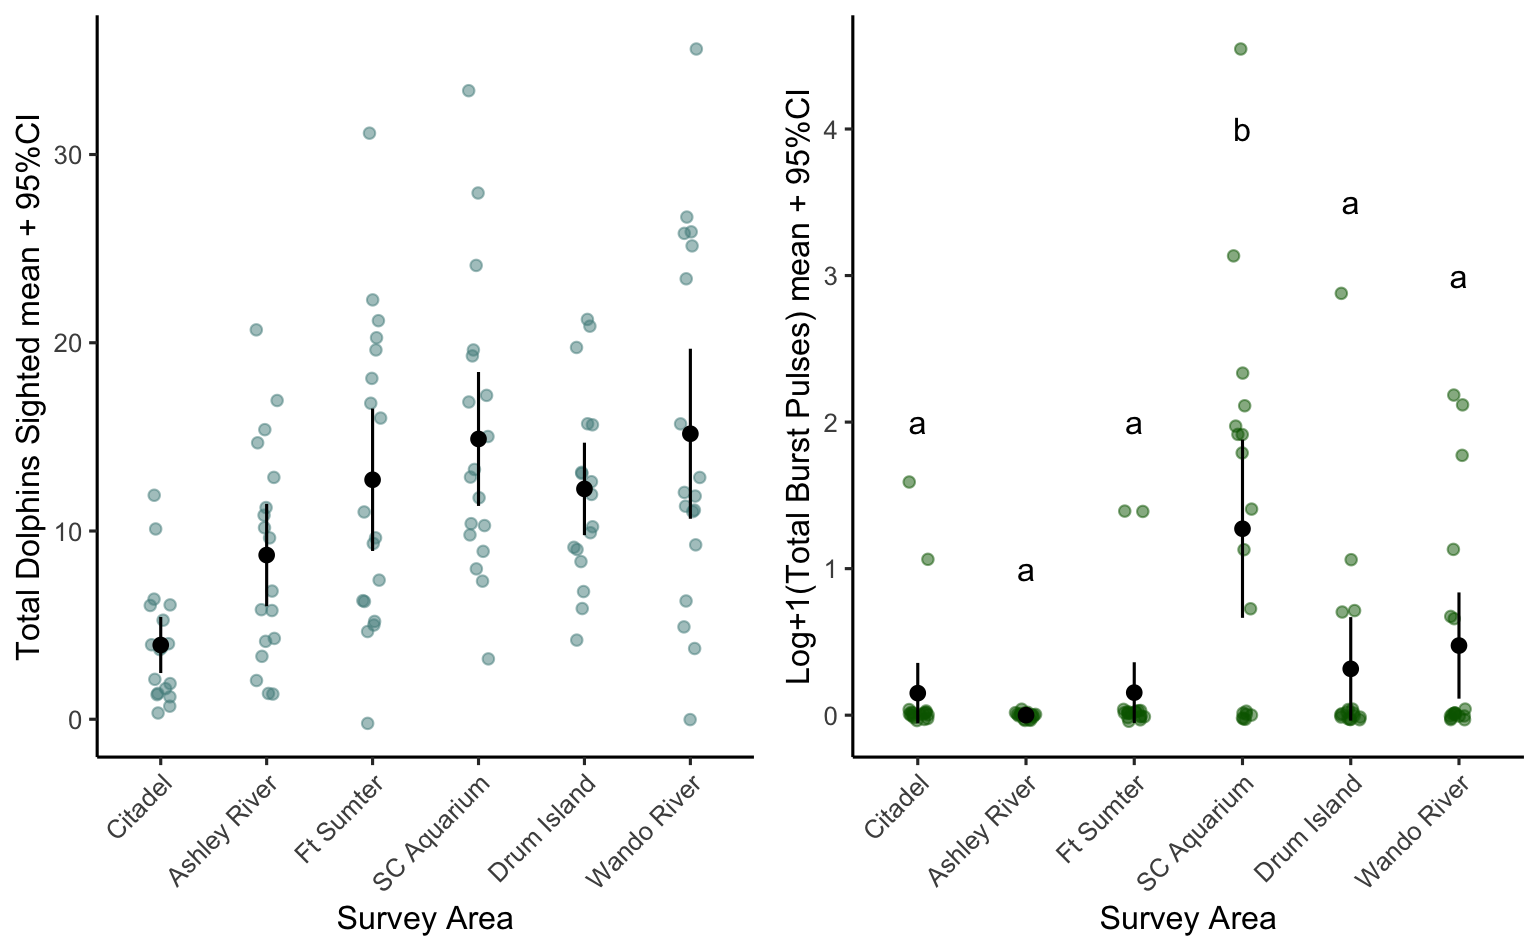 Total Dolphins Sighted mean + 95%CI
30
20
10
0
Citadel
Ashley River
Ft Sumter
SC Aquarium
Drum Island
Wando River
Survey Area
Log+1(Total Burst Pulses) mean + 95%CI
4
3
2
1
0
a
a
a
b
a
a
Citadel
Ashley River
Ft Sumter
SC Aquarium
Drum Island
Wando River
Survey Area